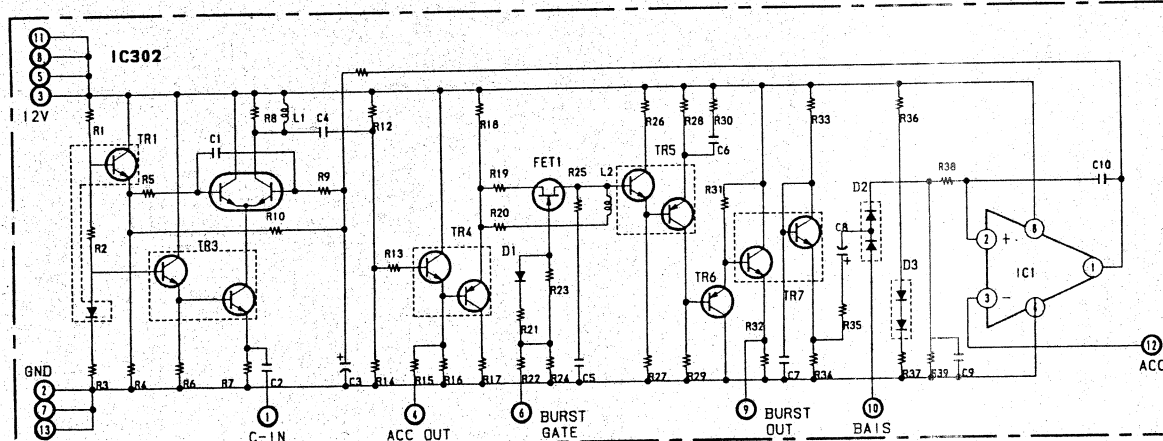 11
8
IC302
5
3
12V
R1
TR1
R8
L1
C4
R12
R18
R26
R28
R30
R33
R36
C1
R5
R9
R10
R2
TR3
R13
TR4
R19
FET1
R25
L2
R20
D1
R23
R21
TR5
C6
R31
TR6
TR7
D2
C8
R38
C10
D3
2
+
8
IC1
1
3
-
6
R32
R35
GND
2
R3
R4
R6
R7
C2
C3
+
R14
R15
R16
R17
R22
R24
C5
R27
R29
C7
R34
+
R37
R39
C9
12
ACC
7
13
1
C-IN
4
ACC OUT
6
BURST
GATE
9
BURST
OUT
10
BAIS